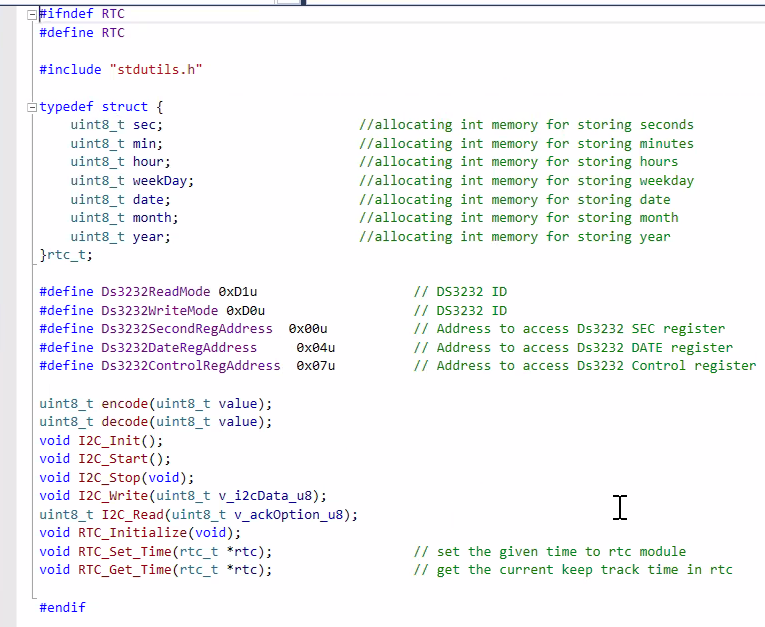 #ifndef RTC
#define RTC
#include "stdutils.h"
typedef struct {
uint8_t sec; //allocating int memory for storing seconds
uint8_t min; //allocating int memory for storing minutes
uint8_t hour; //allocating int memory for storing hours
uint8_t weekDay; //allocating int memory for storing weekday
uint8_t date; //allocating int memory for storing date
uint8_t month; //allocating int memory for storing month
uint8_t year; //allocating int memory for storing year
}rtc_t;
#define Ds3232ReadMode 0xD1u // DS3232 ID
#define Ds3232WriteMode 0xD0u // DS3232 ID
#define Ds3232SecondRegAddress 0x00u // Address to access Ds3232 SEC register
#define Ds3232DateRegAddress 0x04u // Address to access Ds3232 DATE register
#define Ds3232ControlRegAddress 0x07u // Address to access Ds3232 Control register
uint8_t encode(uint8_t value);
uint8_t decode(uint8_t value);
void I2C_Init();
void I2C_Start();
void I2C_Stop(void);
void I2C_Write(uint8_t v_i2cData_u8);
uint8_t I2C_Read(uint8_t v_ackOption_u8);
void RTC_Initialize(void);
void RTC_Set_Time(rtc_t *rtc); // set the given time to rtc module
void RTC_Get_Time(rtc_t *rtc); // get the current keep track time in rtc
#endif